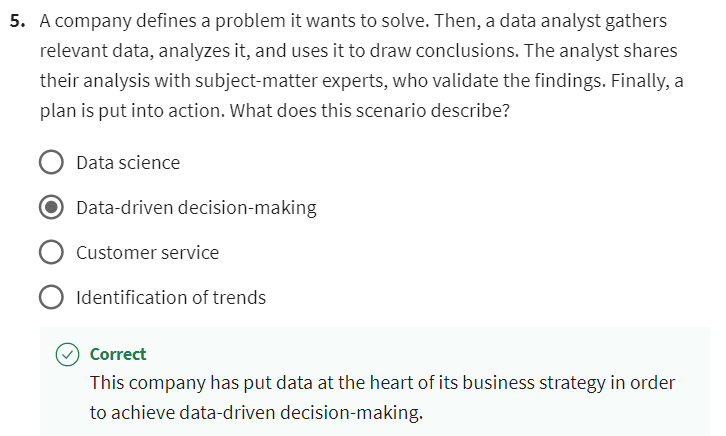 5. A company defines a problem it wants to solve. Then, a data analyst gathers
relevant data, analyzes it, and uses it to draw conclusions. The analyst shares
their analysis with subject-matter experts, who validate the findings. Finally, a
plan is put into action. What does this scenario describe?
Data science
Data-driven decision-making
Customer service
Identification of trends
Correct
This company has put data at the heart of its business strategy in order
to achieve data-driven decision-making.